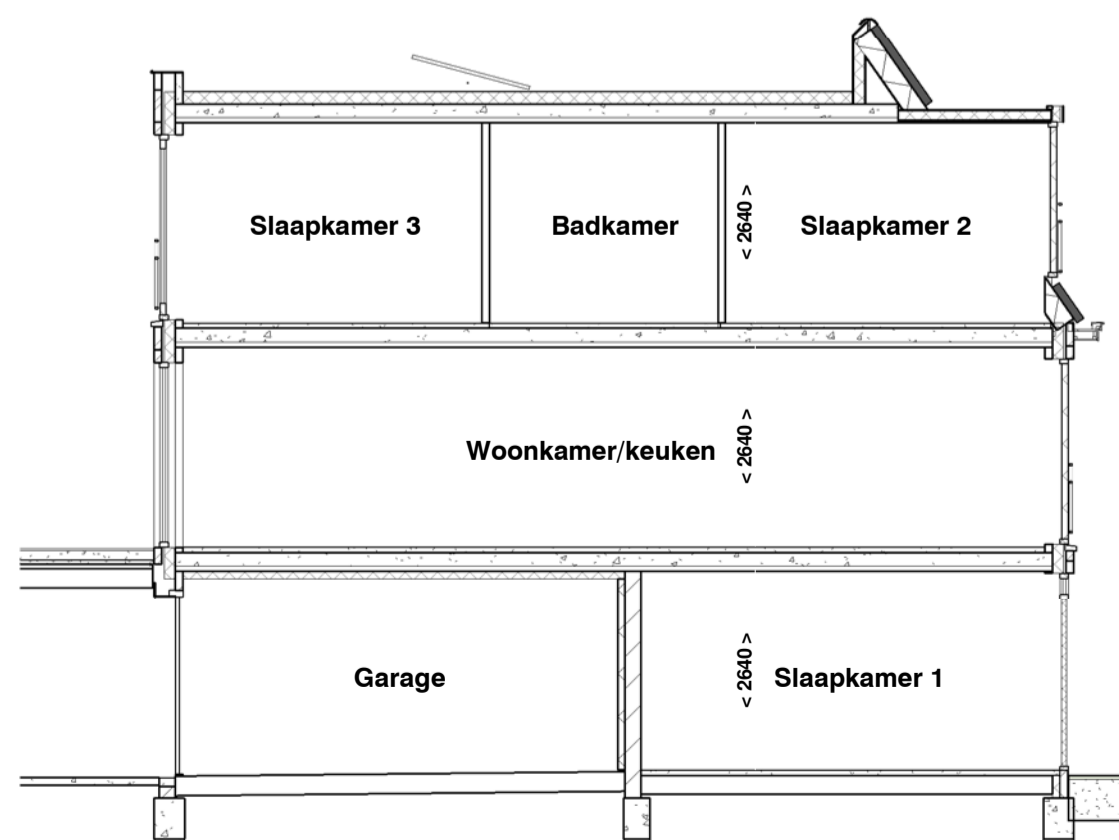 Slaapkamer 3
Badkamer
< 2640 >
Slaapkamer 2
Woonkamer/keuken
< 2640 >
Garage
< 2640 >
Slaapkamer 1